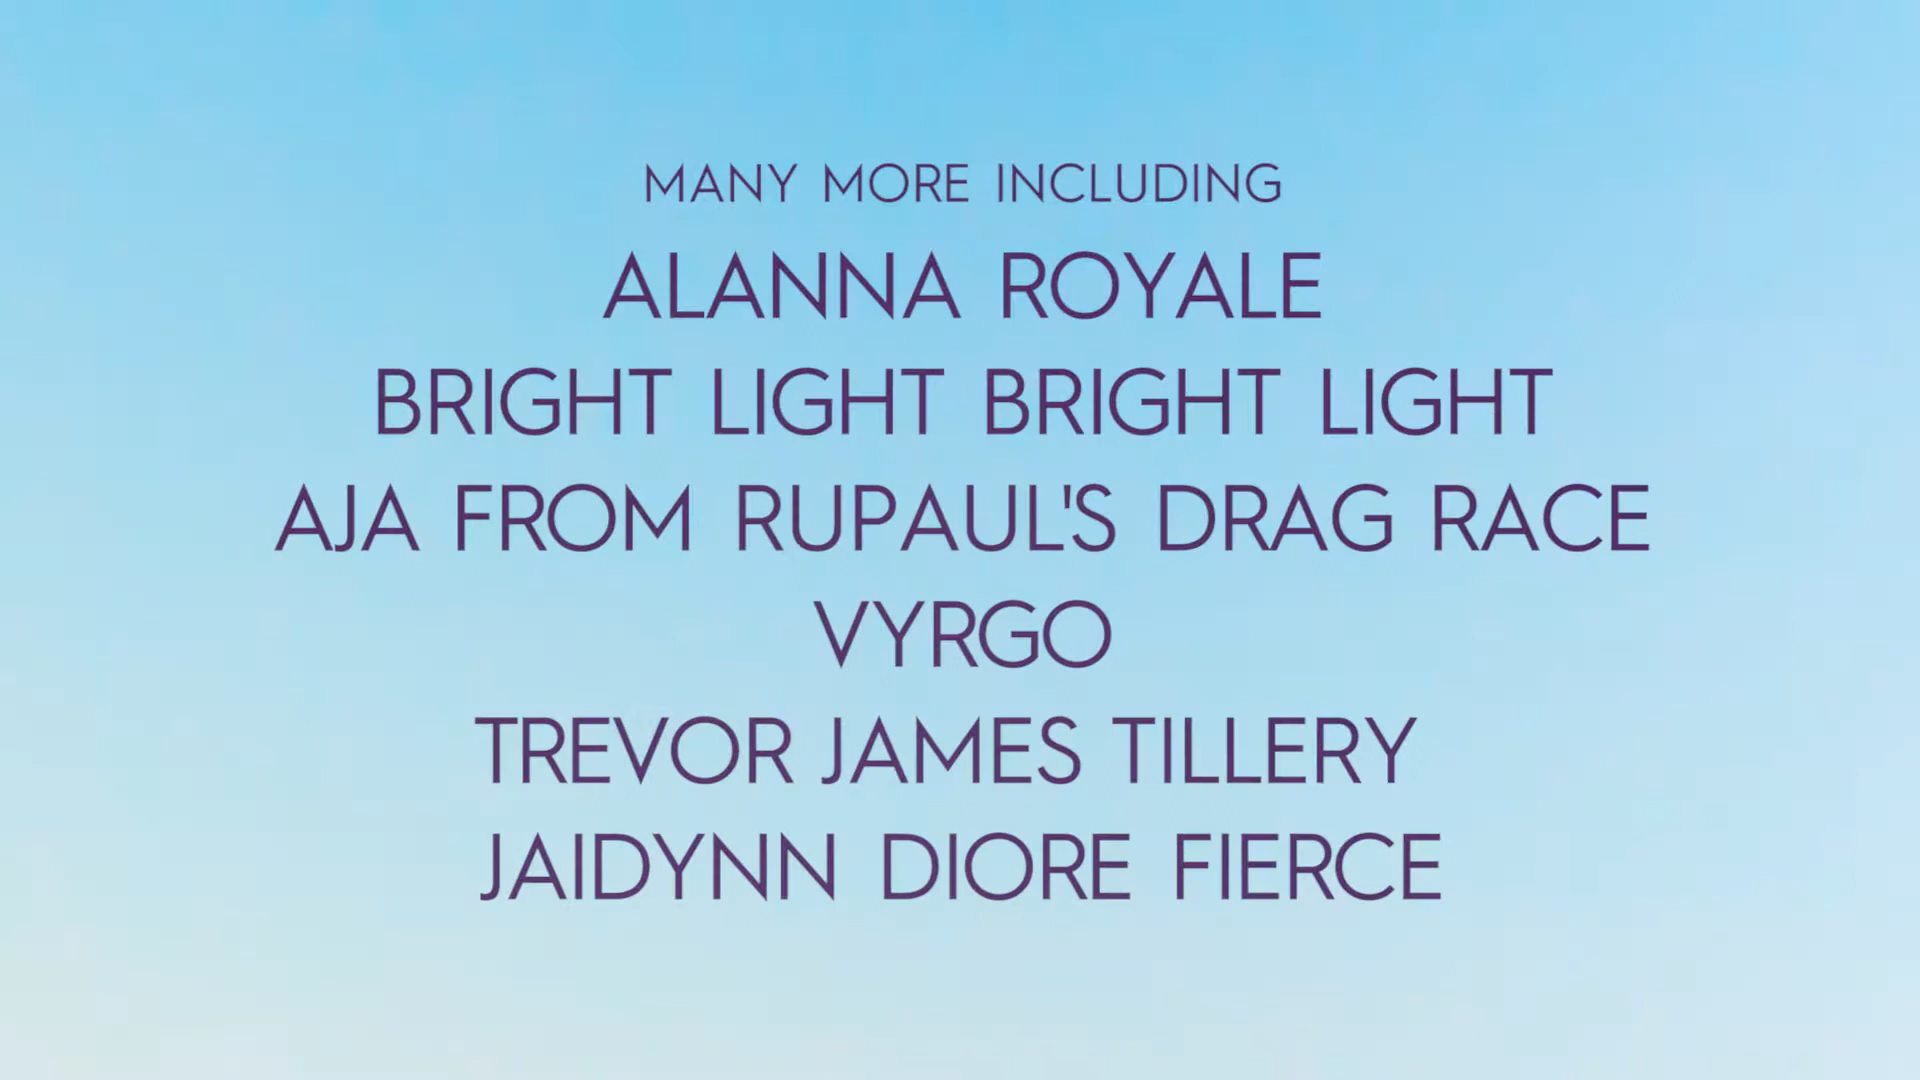 MANY MORE INCLUDING
ALANNA ROYALE
BRIGHT LIGHT BRIGHT LIGHT
AJA FROM RUPAUL'S DRAG RACE
VYRGO
TREVOR JAMES TILLERY
JAIDYNN DIORE FIERCE